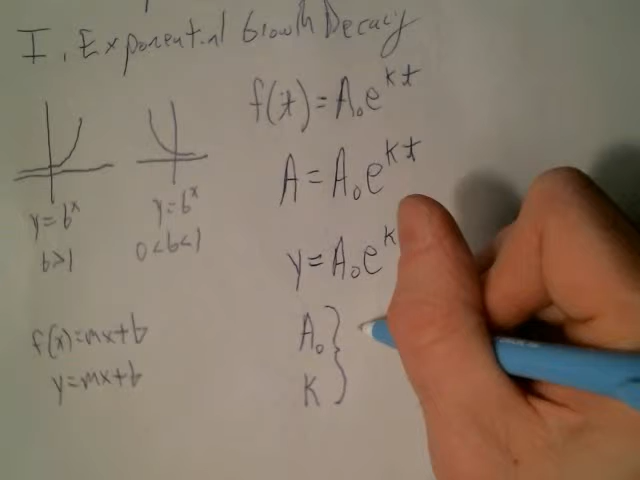 I. Exponential Growth Decay
f(t) = A₀e^kt
A = A₀e^kt
y = A₀e^k
y = b^x
b > 1
y = b^x
0 < b < 1
f(x) = mx + b
y = mx + b
A₀
K